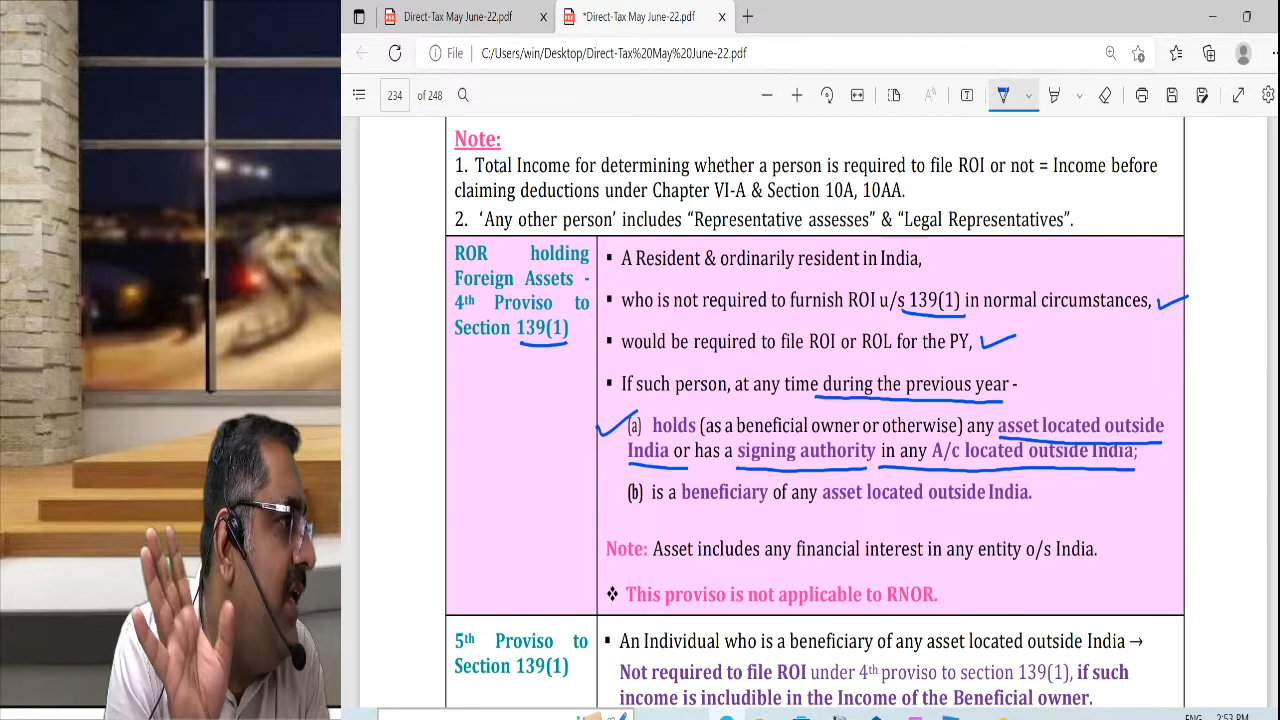 Direct-Tax May June-22.pdf
*Direct-Tax May June-22.pdf
File
C:/Users/win/Desktop/Direct-Tax%20May%20June-22.pdf
234 of 248
Note:
1. Total Income for determining whether a person is required to file ROI or not = Income before
claiming deductions under Chapter VI-A & Section 10A, 10AA.
2. ‘Any other person’ includes “Representative assesses” & “Legal Representatives”.
ROR holding
Foreign Assets -
4th Proviso to
Section 139(1)
▪ A Resident & ordinarily resident in India,
▪ who is not required to furnish ROI u/s 139(1) in normal circumstances,
▪ would be required to file ROI or ROL for the PY,
▪ If such person, at any time during the previous year -
(a) holds (as a beneficial owner or otherwise) any asset located outside
India or has a signing authority in any A/c located outside India;
(b) is a beneficiary of any asset located outside India.
Note: Asset includes any financial interest in any entity o/s India.
❖ This proviso is not applicable to RNOR.
5th Proviso to
Section 139(1)
▪ An Individual who is a beneficiary of any asset located outside India →
Not required to file ROI under 4th proviso to section 139(1), if such
income is includible in the Income of the Beneficial owner.
ENG
2:53 PM